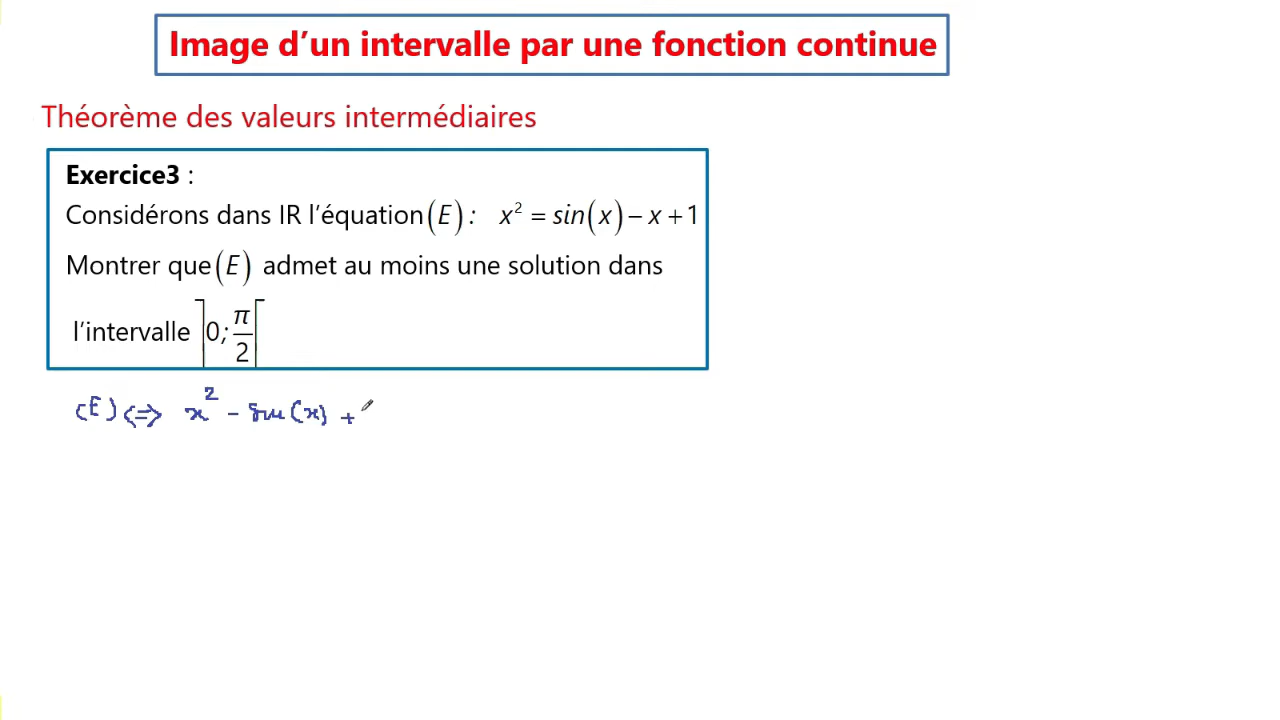 Image d’un intervalle par une fonction continue
Théorème des valeurs intermédiaires
Exercice3 :
Considérons dans IR l’équation (E) : x² = sin(x) − x + 1
Montrer que (E) admet au moins une solution dans
l’intervalle ]0; π/2[
(E) <=> x² - sin(x) +